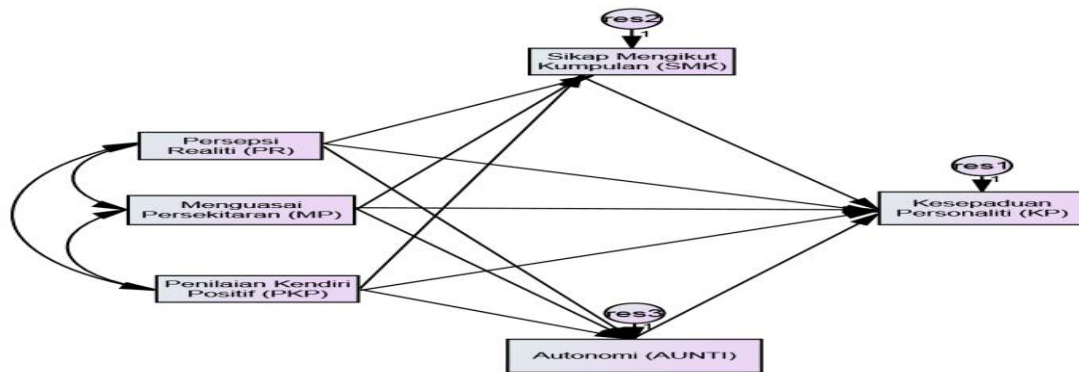 res2
1
Sikap Mengikut
Kumpulan (SMK)
Persepsi
Realiti (PR)
res1
1
Menguasai
Persekitaran (MP)
Kesepaduan
Personaliti (KP)
Penilaian Kendiri
Positif (PKP)
res3
1
Autonomi (AUNTI)